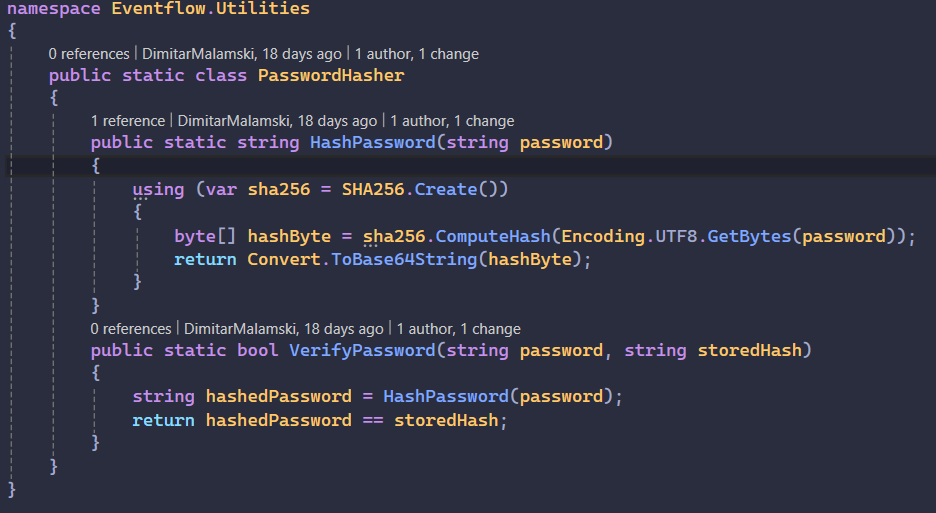 namespace Eventflow.Utilities
{
0 references | DimitarMalamski, 18 days ago | 1 author, 1 change
public static class PasswordHasher
{
1 reference | DimitarMalamski, 18 days ago | 1 author, 1 change
public static string HashPassword(string password)
{
using (var sha256 = SHA256.Create())
{
byte[] hashByte = sha256.ComputeHash(Encoding.UTF8.GetBytes(password));
return Convert.ToBase64String(hashByte);
}
}
0 references | DimitarMalamski, 18 days ago | 1 author, 1 change
public static bool VerifyPassword(string password, string storedHash)
{
string hashedPassword = HashPassword(password);
return hashedPassword == storedHash;
}
}
}